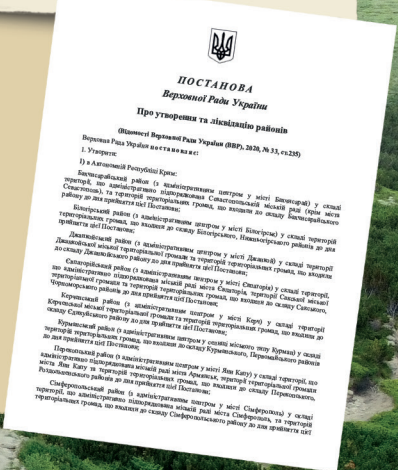 ПОСТАНОВА
Верховної Ради України
Про утворення та ліквідацію районів
(Відомості Верховної Ради України (ВВР), 2020, № 33, ст.235)
Верховна Рада України постановляє:
1. Утворити:
1) в Автономній Республіці Крим:
Бахчисарайський район (з адміністративним центром у місті Бахчисарай) у складі
території, що адміністративно підпорядкована Севастопольській міській раді (крім міста
Севастополь), та територій територіальних громад, що входили до складу Бахчисарайського
району до дня прийняття цієї Постанови;
Білогірський район (з адміністративним центром у місті Білогірськ) у складі територій
територіальних громад, що входили до складу Білогірського, Нижньогірського районів до дня
прийняття цієї Постанови;
Джанкойський район (з адміністративним центром у місті Джанкой) у складі території
Джанкойської міської територіальної громади та територій територіальних громад, що входили
до складу Джанкойського району до дня прийняття цієї Постанови;
Євпаторійський район (з адміністративним центром у місті Євпаторія) у складі території,
що адміністративно підпорядкована міській раді міста Євпаторія, території Сакської міської
територіальної громади та територій територіальних громад, що входили до складу Сакського,
Чорноморського районів до дня прийняття цієї Постанови;
Керченський район (з адміністративним центром у місті Керч) у складі території
Керченської міської територіальної громади та територій територіальних громад, що входили до
складу Єдикуйського району до дня прийняття цієї Постанови;
Курманський район (з адміністративним центром у селищі міського типу Курман) у складі
територій територіальних громад, що входили до складу Курманського, Первомайського районів
до дня прийняття цієї Постанови;
Перекопський район (з адміністративним центром у місті Яни Капу) у складі території, що
адміністративно підпорядкована міській раді міста Армянськ, території територіальної громади
міста Яни Капу та територій територіальних громад, що входили до складу Перекопського,
Роздольненського районів до дня прийняття цієї Постанови;
Сімферопольський район (з адміністративним центром у місті Сімферополь) у складі
території, що адміністративно підпорядкована міській раді міста Сімферополь, та територій
територіальних громад, що входили до складу Сімферопольського району до дня прийняття цієї